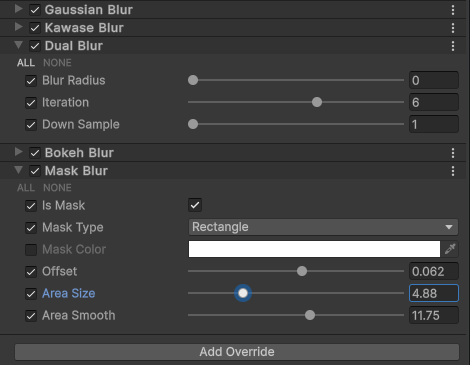 Gaussian Blur
Kawase Blur
Dual Blur
ALL NONE
Blur Radius 0
Iteration 6
Down Sample 1
Bokeh Blur
Mask Blur
ALL NONE
Is Mask
Mask Type Rectangle
Mask Color
Offset 0.062
Area Size 4.88
Area Smooth 11.75
Add Override